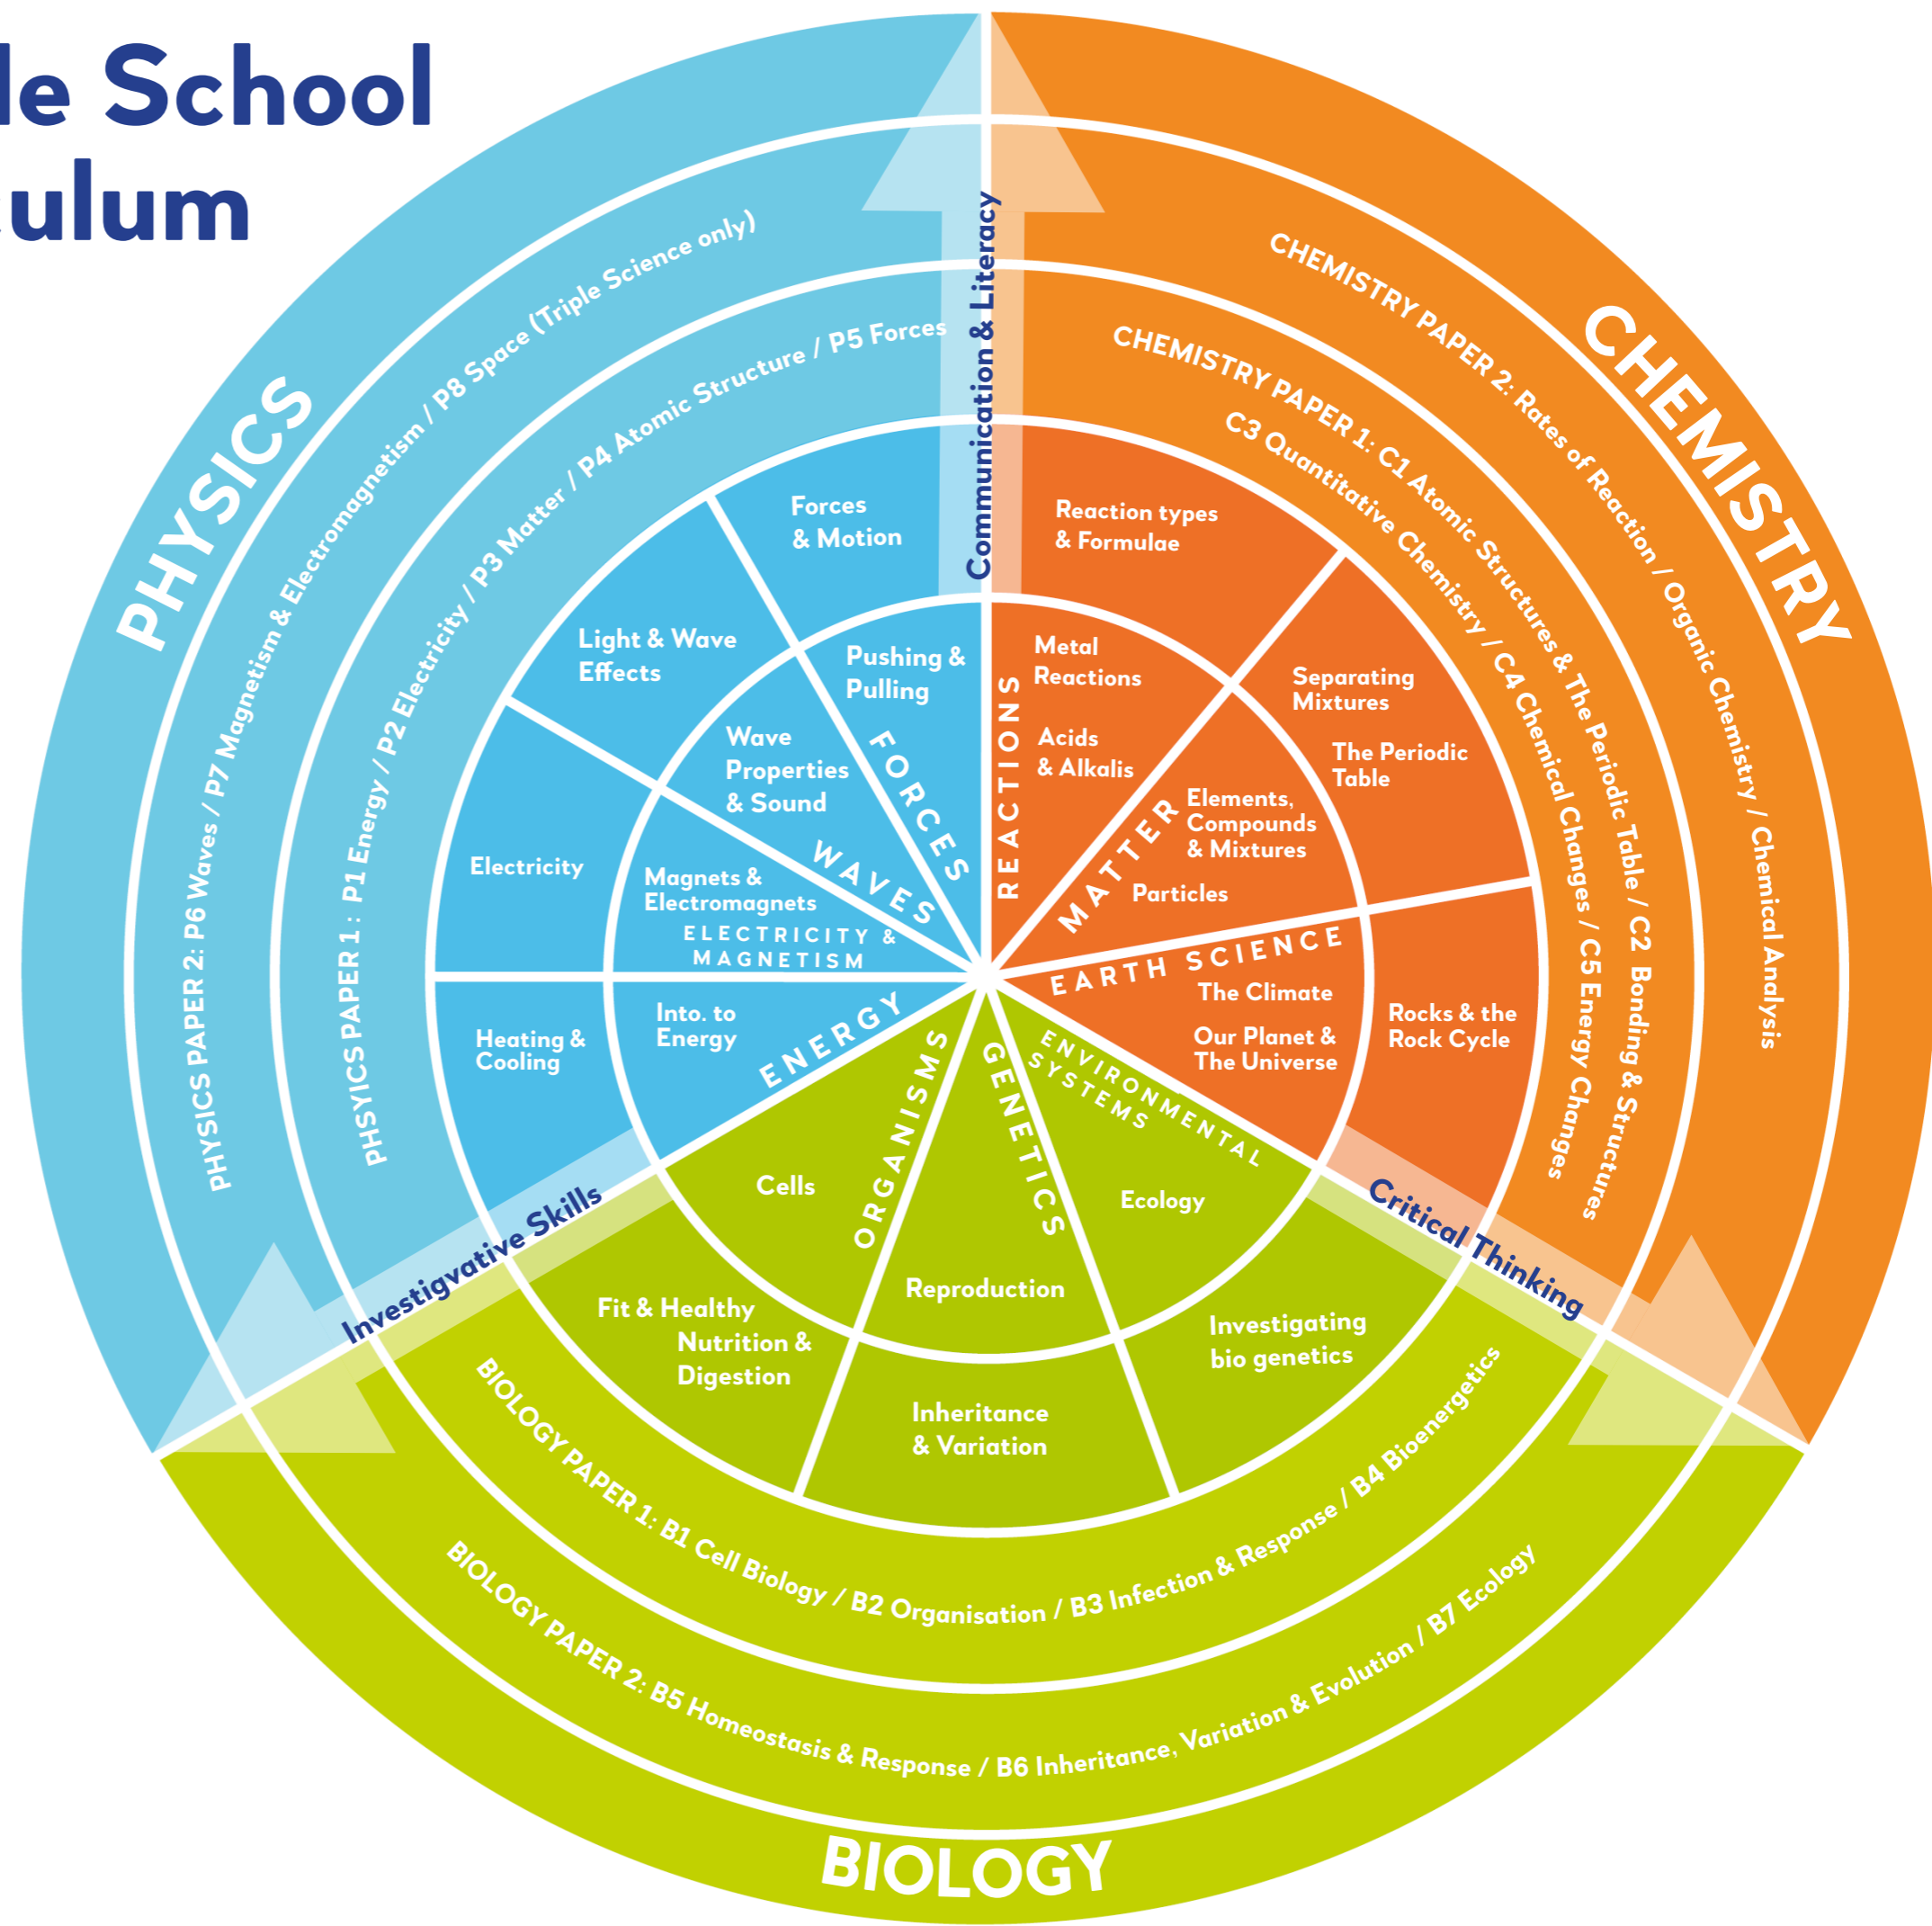 le School
culum
PHYSICS
CHEMISTRY
BIOLOGY
Communication & Literacy
Investigvative Skills
Critical Thinking
PHYSICS PAPER 2: P6 Waves / P7 Magnetism & Electromagnetism / P8 Space (Triple Science only)
PHSYICS PAPER 1 : P1 Energy / P2 Electricity / P3 Matter / P4 Atomic Structure / P5 Forces
Forces
& Motion
Light & Wave
Effects
Electricity
Heating &
Cooling
Pushing &
Pulling
FORCES
Wave
Properties
& Sound
WAVES
Magnets &
Electromagnets
ELECTRICITY &
MAGNETISM
Into. to
Energy
ENERGY
CHEMISTRY PAPER 2: Rates of Reaction / Organic Chemistry / Chemical Analysis
CHEMISTRY PAPER 1: C1 Atomic Structures & The Periodic Table / C2 Bonding & Structures
C3 Quantitative Chemistry / C4 Chemical Changes / C5 Energy Changes
Reaction types
& Formulae
Metal
Reactions
Acids
& Alkalis
REACTIONS
Separating
Mixtures
The Periodic
Table
Elements,
Compounds
& Mixtures
Particles
MATTER
EARTH SCIENCE
The Climate
Our Planet &
The Universe
Rocks & the
Rock Cycle
ORGANISMS
Cells
Fit & Healthy
Nutrition &
Digestion
GENETICS
Reproduction
Inheritance
& Variation
ENVIRONMENTAL
SYSTEMS
Ecology
Investigating
bio genetics
BIOLOGY PAPER 1: B1 Cell Biology / B2 Organisation / B3 Infection & Response / B4 Bioenergetics
BIOLOGY PAPER 2: B5 Homeostasis & Response / B6 Inheritance, Variation & Evolution / B7 Ecology